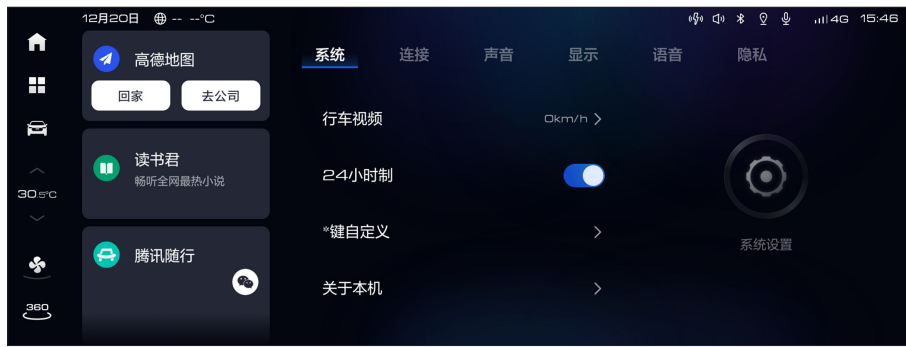 12月20日 -- --°C
4G 15:46
高德地图
回家 去公司
读书君
畅听全网最热小说
腾讯随行
30.5°C
360
系统 连接 声音 显示 语音 隐私
行车视频 0km/h
24小时制
*键自定义
关于本机
系统设置